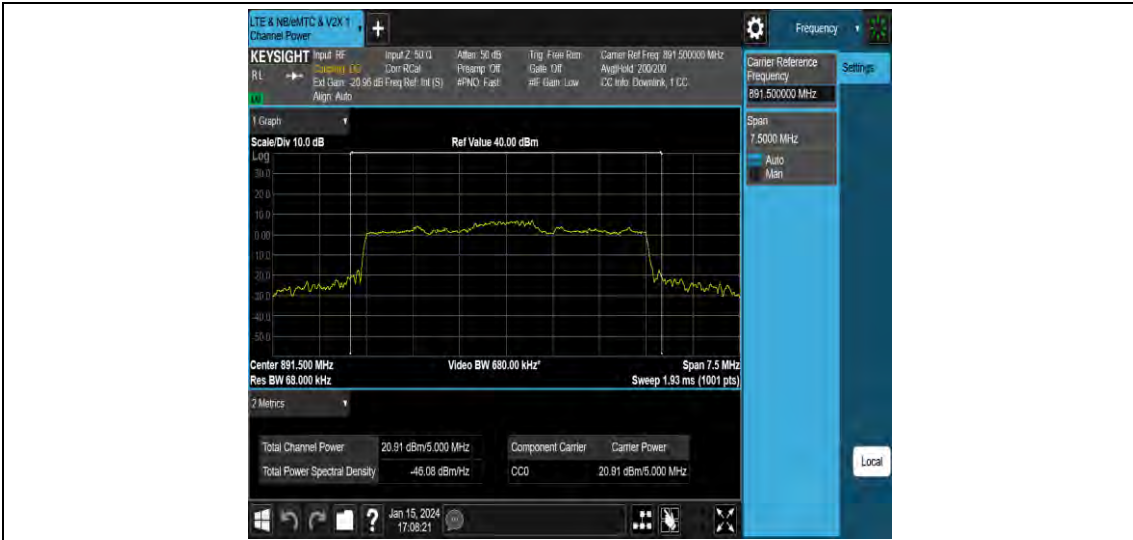 LTE & NB/eMTC & V2X 1
Channel Power
+
Frequency
KEYSIGHT Input: RF Input Z: 50 Ω Atten: 50 dB Trig: Free Run Carrier Ref Freq: 891.500000 MHz
RL Coupling: DC Corr RCal Preamp: Off Gate: Off Avg|Hold: 200/200
Ext Gain: -20.96 dB Freq Ref: Int (S) #PNO: Fast #IF Gain: Low CC Info: Downlink, 1 CC
Align: Auto
Carrier Reference
Frequency
891.500000 MHz
Settings
Span
7.5000 MHz
Auto
Man
1 Graph
Scale/Div 10.0 dB Ref Value 40.00 dBm
Log
30.0
20.0
10.0
0.00
-10.0
-20.0
-30.0
-40.0
-50.0
Center 891.500 MHz Video BW 680.00 kHz* Span 7.5 MHz
Res BW 68.000 kHz Sweep 1.93 ms (1001 pts)
2 Metrics
Total Channel Power 20.91 dBm/5.000 MHz Component Carrier Carrier Power
Total Power Spectral Density -46.08 dBm/Hz CC0 20.91 dBm/5.000 MHz
Local
? Jan 15, 2024
17:08:21